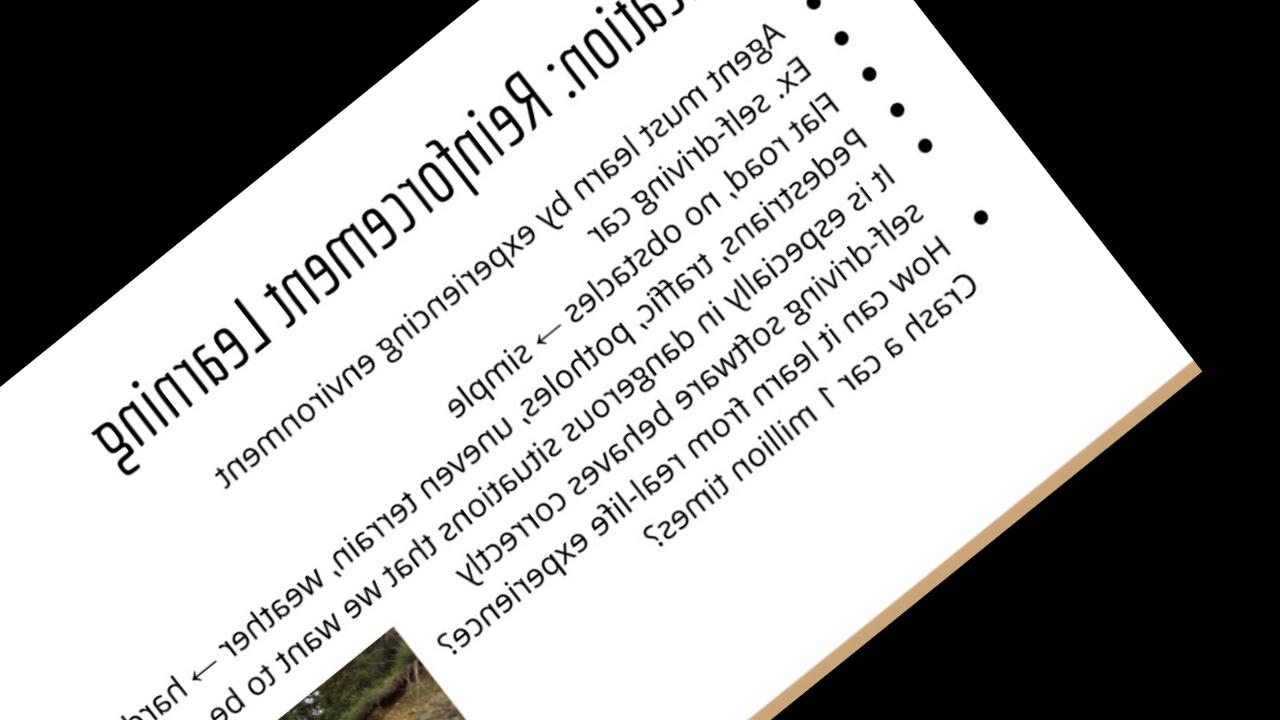 ation: Reinforcement Learning
• Agent must learn by experiencing environment
• Ex. self-driving car
• Flat road, no obstacles → simple
• Pedestrians, traffic, potholes, uneven terrain, weather → hard
• It is especially in dangerous situations that we want to be
self-driving software behaves correctly
• How can it learn from real-life experience?
Crash a car 1 million times?